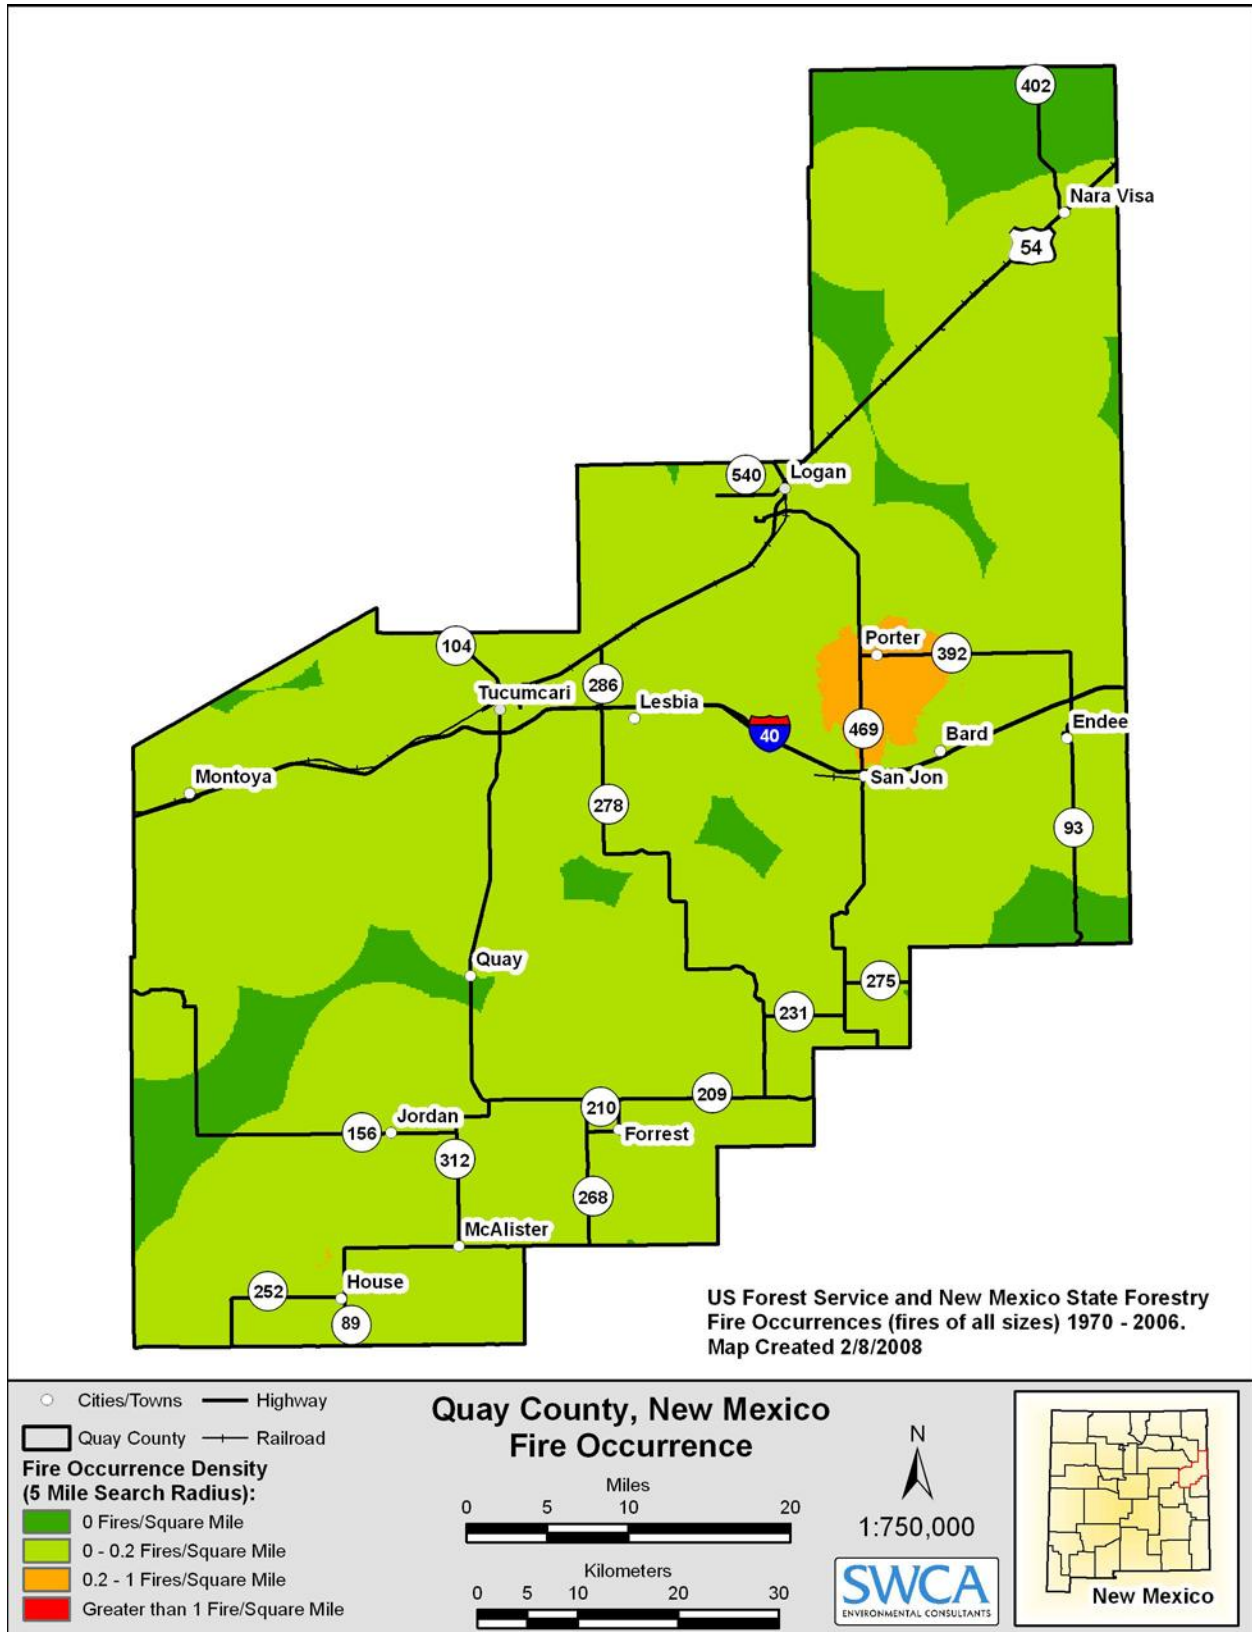 402
Nara Visa
54
540
Logan
104
Porter
392
286
Tucumcari
Lesbia
40
469
Bard
Endee
Montoya
San Jon
278
93
Quay
275
231
209
210
156
Jordan
Forrest
312
268
McAlister
252
House
89
US Forest Service and New Mexico State Forestry
Fire Occurrences (fires of all sizes) 1970 - 2006.
Map Created 2/8/2008
Cities/Towns
Highway
Quay County
Railroad
Fire Occurrence Density
(5 Mile Search Radius):
0 Fires/Square Mile
0 - 0.2 Fires/Square Mile
0.2 - 1 Fires/Square Mile
Greater than 1 Fire/Square Mile
Quay County, New Mexico
Fire Occurrence
Miles
0 5 10 20
Kilometers
0 5 10 20 30
N
1:750,000
SWCA
ENVIRONMENTAL CONSULTANTS
New Mexico